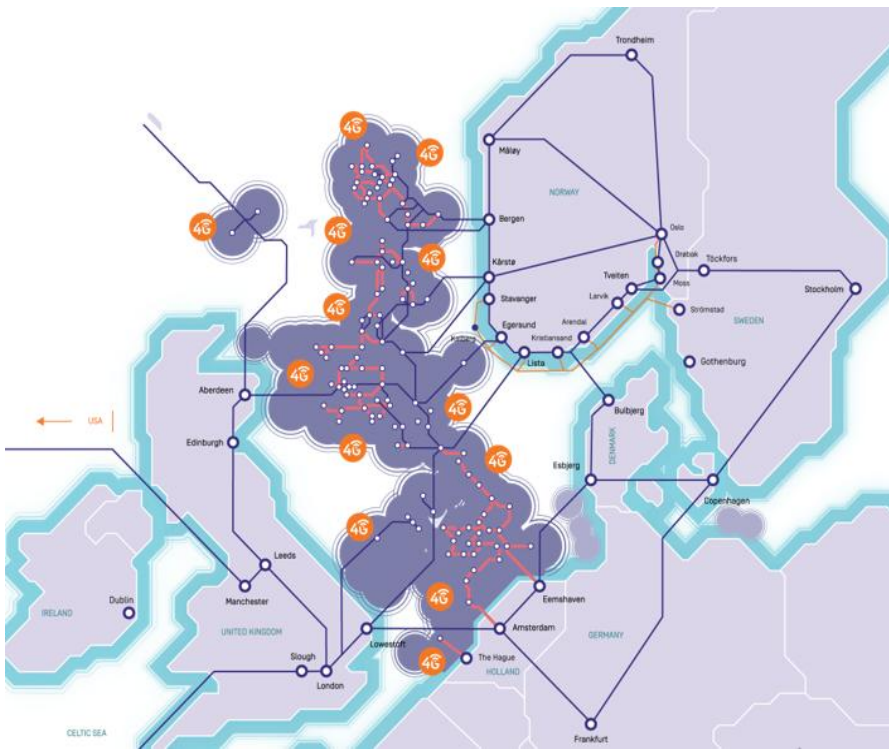 Trondheim
4G
4G
Måløy
NORWAY
4G
Bergen
4G
Oslo
4G
Kårstø
Drøbak
Töckfors
Tveiten
Moss
Stavanger
Larvik
Stockholm
4G
Arendal
Strömstad
Egersund
Kristiansand
SWEDEN
Lista
Gothenburg
4G
Aberdeen
4G
Bulbjerg
USA
DENMARK
Edinburgh
4G
4G
Esbjerg
Copenhagen
4G
Leeds
Manchester
Eemshaven
Dublin
4G
IRELAND
UNITED KINGDOM
Lowestoft
Amsterdam
GERMANY
Slough
4G
The Hague
London
HOLLAND
CELTIC SEA
Frankfurt